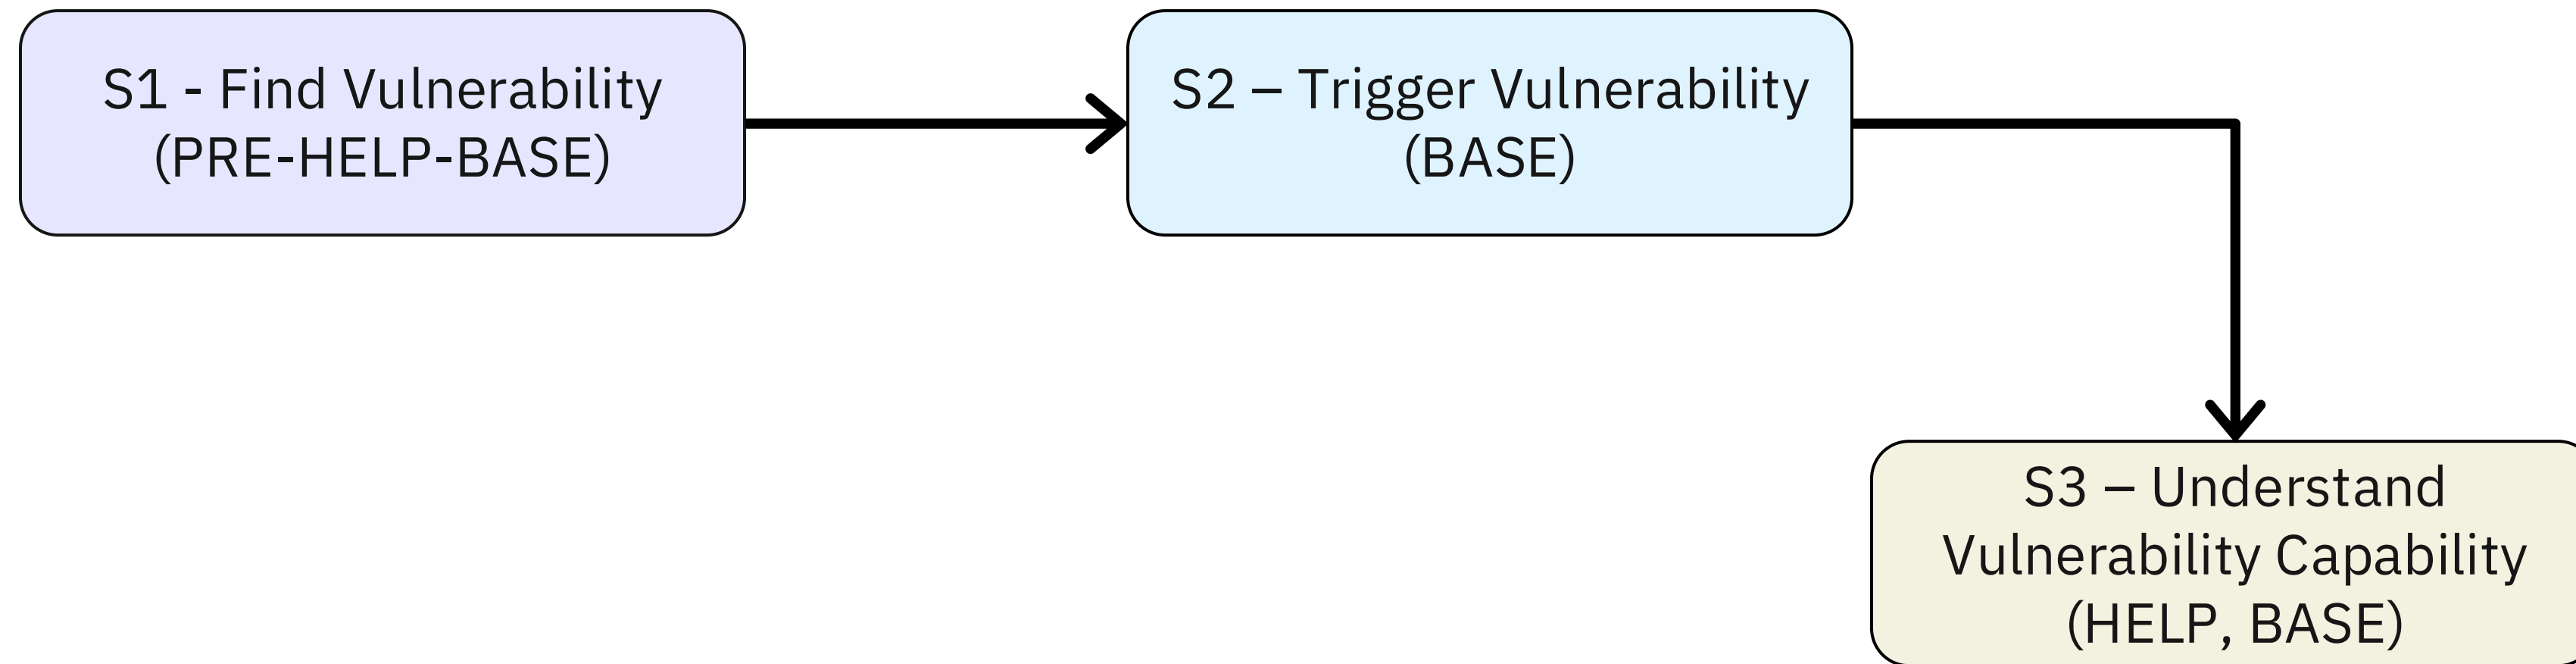 S1 - Find Vulnerability
(PRE-HELP-BASE)
S2 – Trigger Vulnerability
(BASE)
S3 – Understand
Vulnerability Capability
(HELP, BASE)